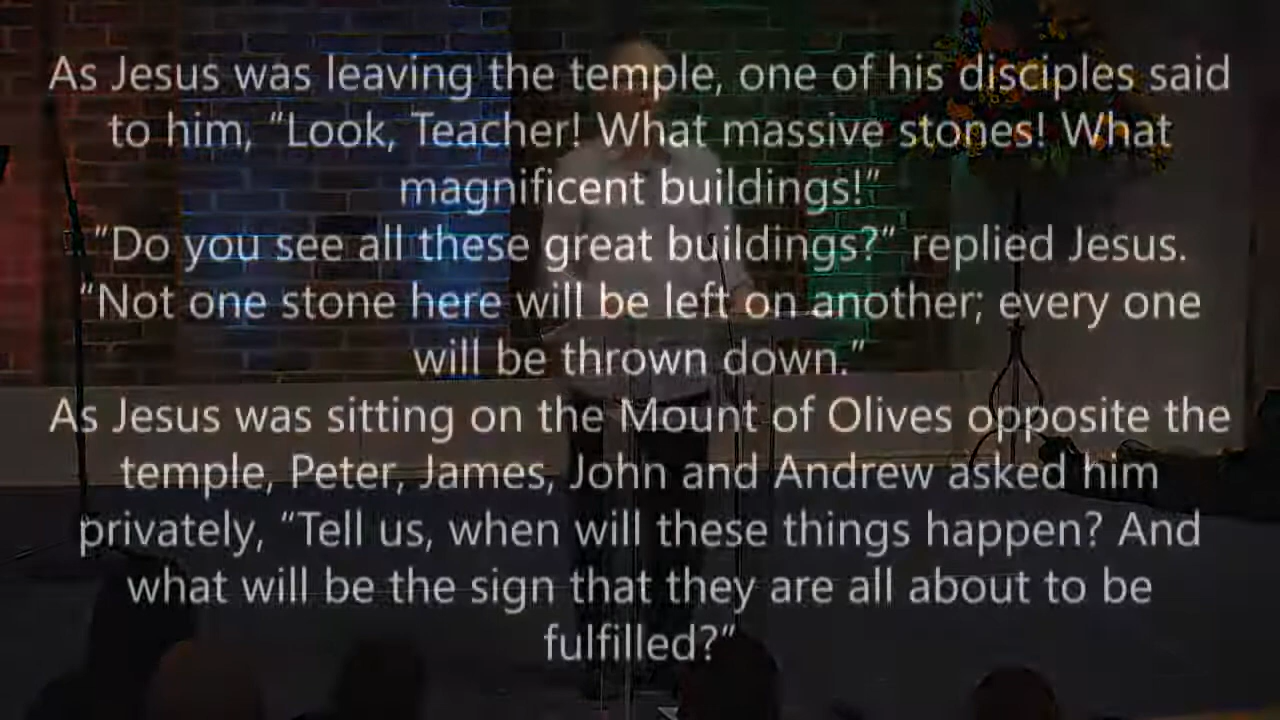 As Jesus was leaving the temple, one of his disciples said
to him, “Look, Teacher! What massive stones! What
magnificent buildings!”
“Do you see all these great buildings?” replied Jesus.
“Not one stone here will be left on another; every one
will be thrown down.”
As Jesus was sitting on the Mount of Olives opposite the
temple, Peter, James, John and Andrew asked him
privately, “Tell us, when will these things happen? And
what will be the sign that they are all about to be
fulfilled?”